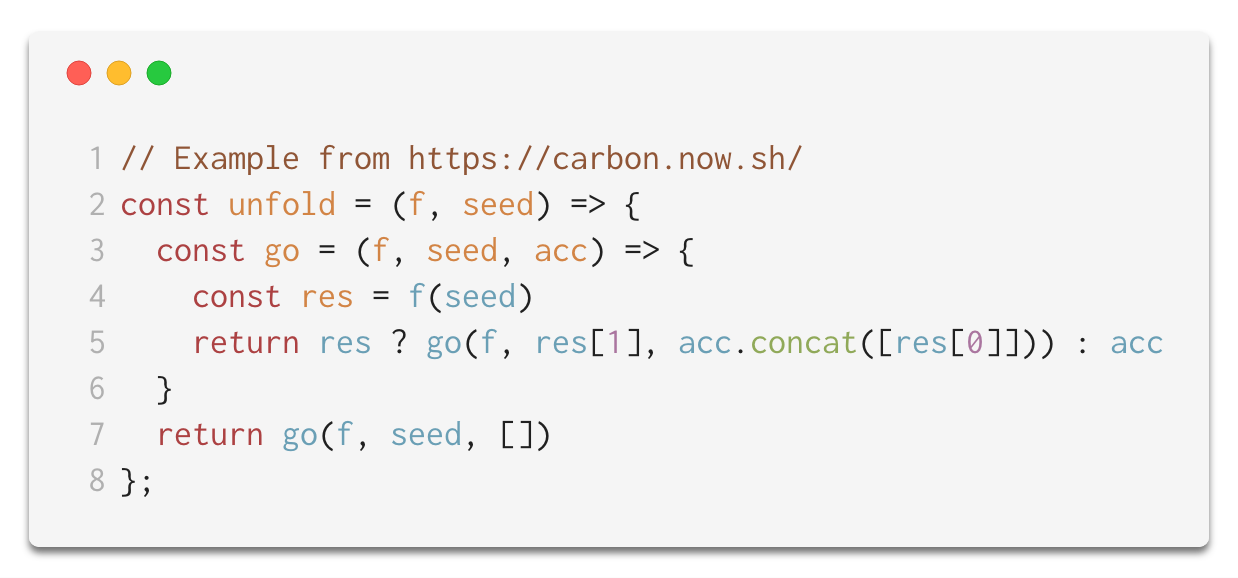 1 // Example from https://carbon.now.sh/
2 const unfold = (f, seed) => {
3   const go = (f, seed, acc) => {
4     const res = f(seed)
5     return res ? go(f, res[1], acc.concat([res[0]])) : acc
6   }
7   return go(f, seed, [])
8 };